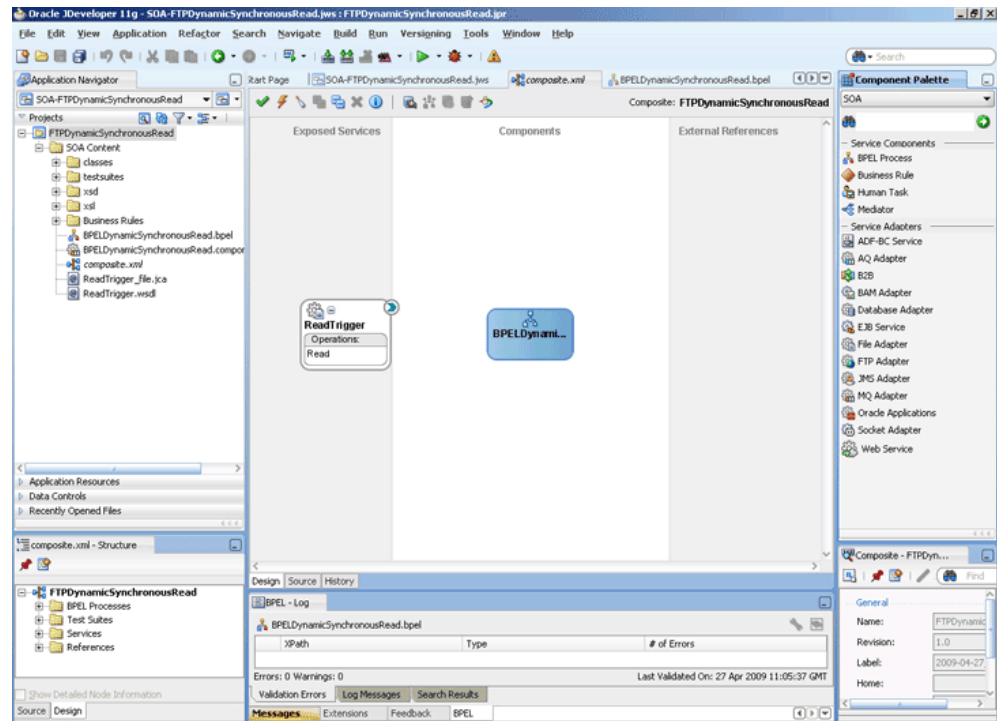 Oracle JDeveloper 11g - SOA-FTPDynamicSynchronousRead.jws : FTPDynamicSynchronousRead.jpr
File Edit View Application Refactor Search Navigate Build Run Versioning Tools Window Help
Search
Application Navigator
SOA-FTPDynamicSynchronousRead
Projects
FTPDynamicSynchronousRead
SOA Content
classes
testsuites
xsd
xsl
Business Rules
BPELDynamicSynchronousRead.bpel
BPELDynamicSynchronousRead.compor
composite.xml
ReadTrigger_file.jca
ReadTrigger.wsdl
Application Resources
Data Controls
Recently Opened Files
composite.xml - Structure
FTPDynamicSynchronousRead
BPEL Processes
Test Suites
Services
References
Show Detailed Node Information
Source Design
tart Page SOA-FTPDynamicSynchronousRead.jws composite.xml BPELDynamicSynchronousRead.bpel
Composite: FTPDynamicSynchronousRead
Exposed Services Components External References
ReadTrigger
Operations:
Read
BPELDynami...
Design Source History
BPEL - Log
BPELDynamicSynchronousRead.bpel
XPath Type # of Errors
Errors: 0 Warnings: 0 Last Validated On: 27 Apr 2009 11:05:37 GMT
Validation Errors Log Messages Search Results
Messages Extensions Feedback BPEL
Component Palette
SOA
Service Components
BPEL Process
Business Rule
Human Task
Mediator
Service Adapters
ADF-BC Service
AQ Adapter
B2B
BAM Adapter
Database Adapter
EJB Service
File Adapter
FTP Adapter
JMS Adapter
MQ Adapter
Oracle Applications
Socket Adapter
Web Service
Composite - FTPDyn...
Find
General
Name: FTPDynamic
Revision: 1.0
Label: 2009-04-27
Home: